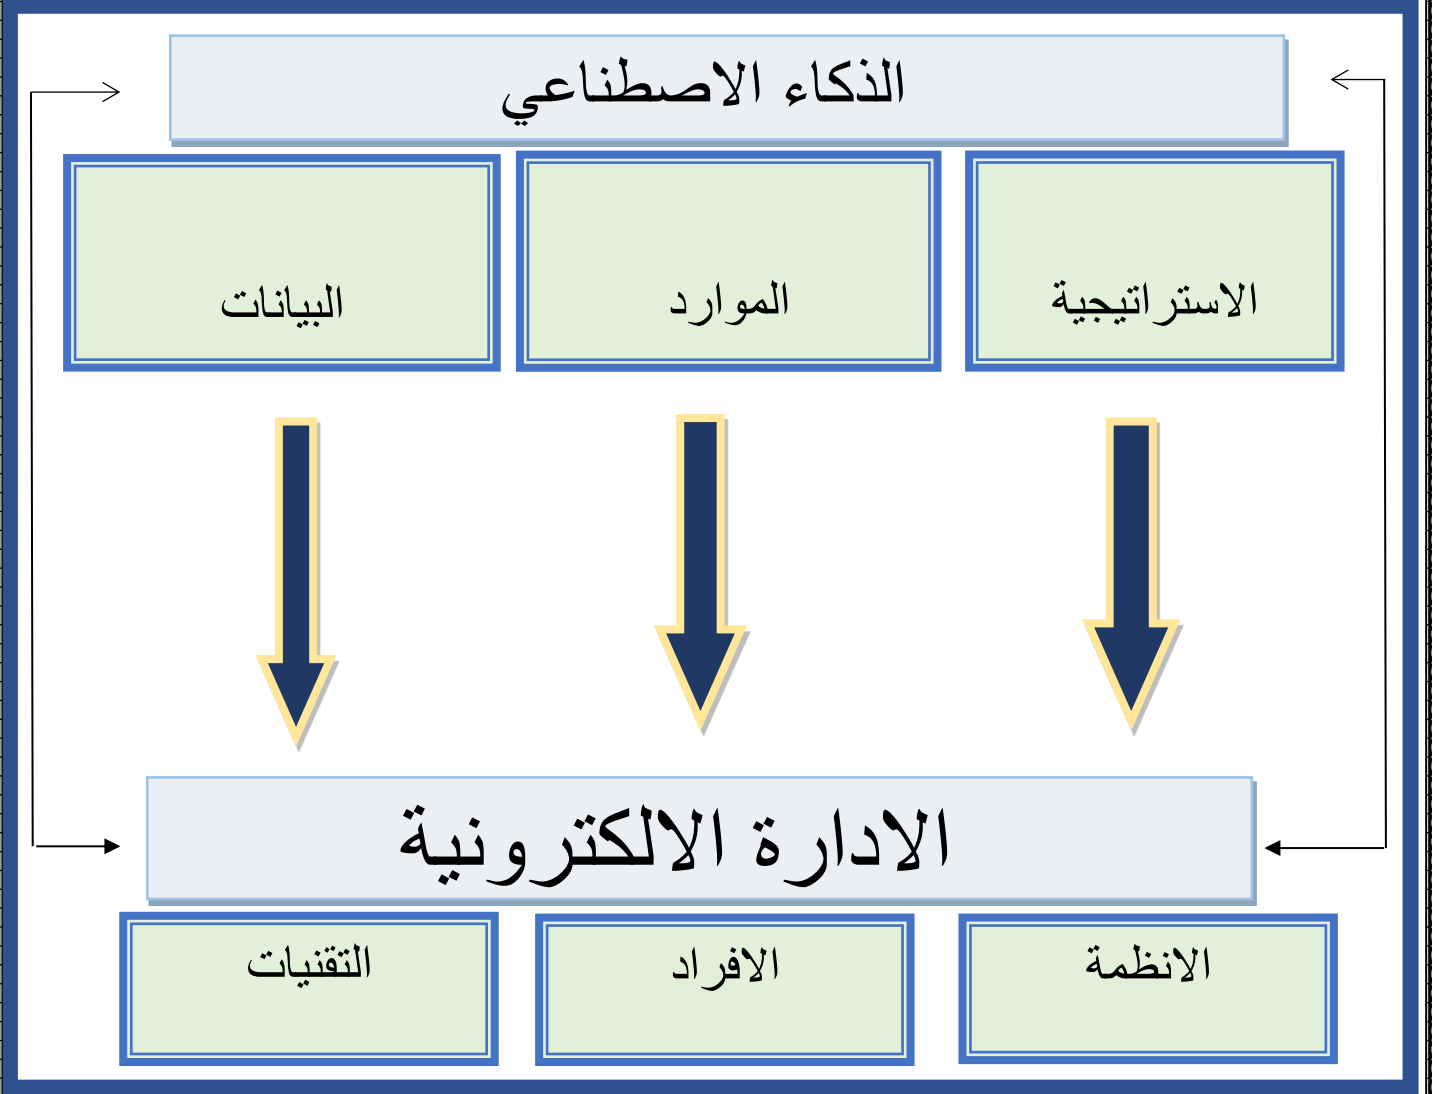 الذكاء الاصطناعي
الاستراتيجية
الموارد
البيانات
الادارة الالكترونية
الانظمة
الافراد
التقنيات